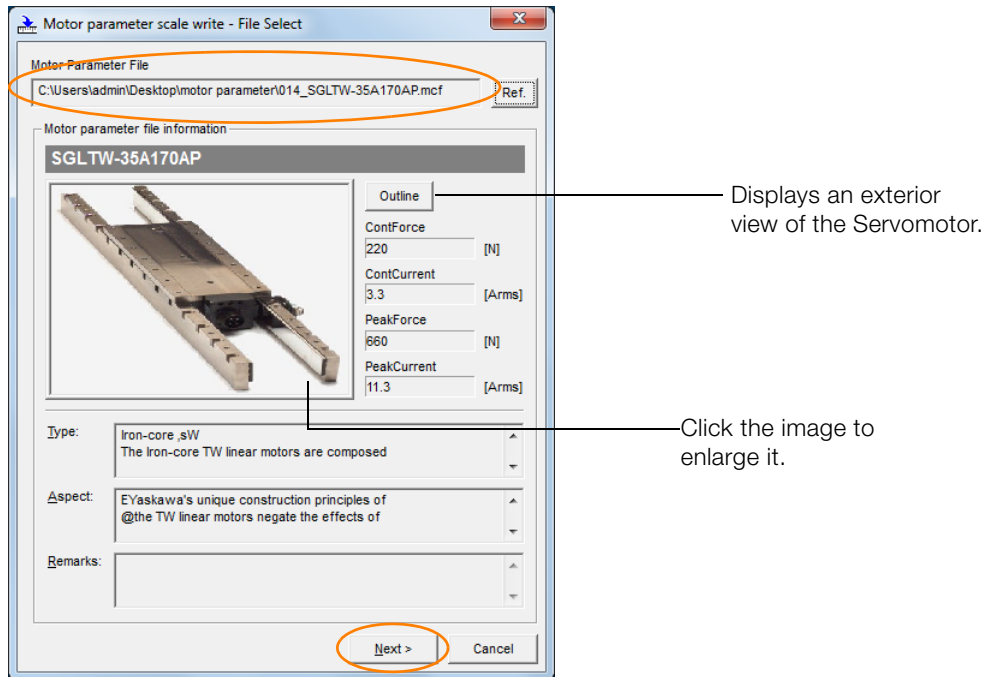 Motor parameter scale write - File Select
Motor Parameter File
C:\Users\admin\Desktop\motor parameter\014_SGLTW-35A170AP.mcf
Ref.
Motor parameter file information
SGLTW-35A170AP
Outline
Displays an exterior
view of the Servomotor.
ContForce
220 [N]
ContCurrent
3.3 [Arms]
PeakForce
660 [N]
PeakCurrent
11.3 [Arms]
Click the image to
enlarge it.
Type:
Iron-core ,sW
The Iron-core TW linear motors are composed
Aspect:
EYaskawa's unique construction principles of
@the TW linear motors negate the effects of
Remarks:
Next >
Cancel